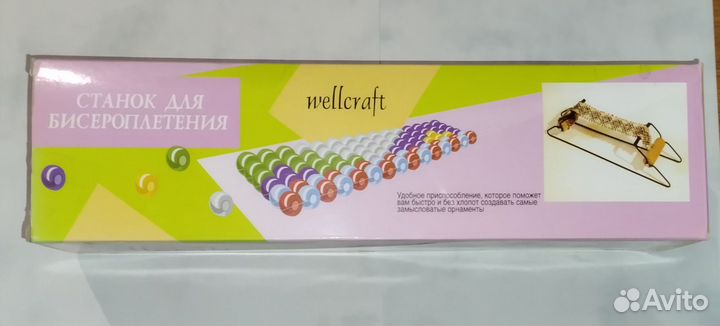 СТАНОК ДЛЯ
БИСЕРОПЛЕТЕНИЯ
wellcraft
Удобное приспособление, которое поможет
вам быстро и без хлопот создавать самые
замысловатые орнаменты
Avito